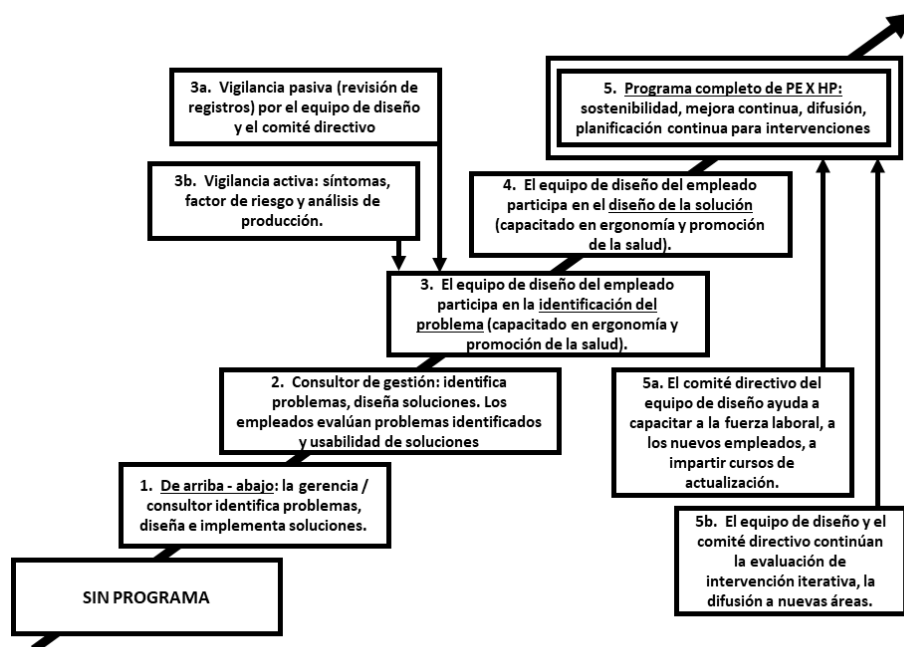 3a. Vigilancia pasiva (revisión de
registros) por el equipo de diseño
y el comité directivo
5. Programa completo de PE X HP:
sostenibilidad, mejora continua, difusión,
planificación continua para intervenciones
3b. Vigilancia activa: síntomas,
factor de riesgo y análisis de
producción.
4. El equipo de diseño del empleado
participa en el diseño de la solución
(capacitado en ergonomía y promoción
de la salud).
3. El equipo de diseño del empleado
participa en la identificación del
problema (capacitado en ergonomía y
promoción de la salud).
2. Consultor de gestión: identifica
problemas, diseña soluciones. Los
empleados evalúan problemas identificados
y usabilidad de soluciones
5a. El comité directivo del
equipo de diseño ayuda a
capacitar a la fuerza laboral, a
los nuevos empleados, a
impartir cursos de
actualización.
1. De arriba - abajo: la gerencia /
consultor identifica problemas,
diseña e implementa soluciones.
5b. El equipo de diseño y el
comité directivo continúan
la evaluación de
intervención iterativa, la
difusión a nuevas áreas.
SIN PROGRAMA